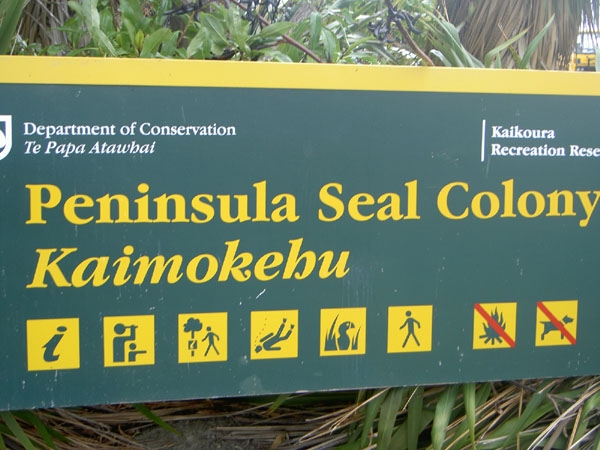 Department of Conservation
Te Papa Atawhai
Kaikoura
Recreation Rese
Peninsula Seal Colony
Kaimokehu
i